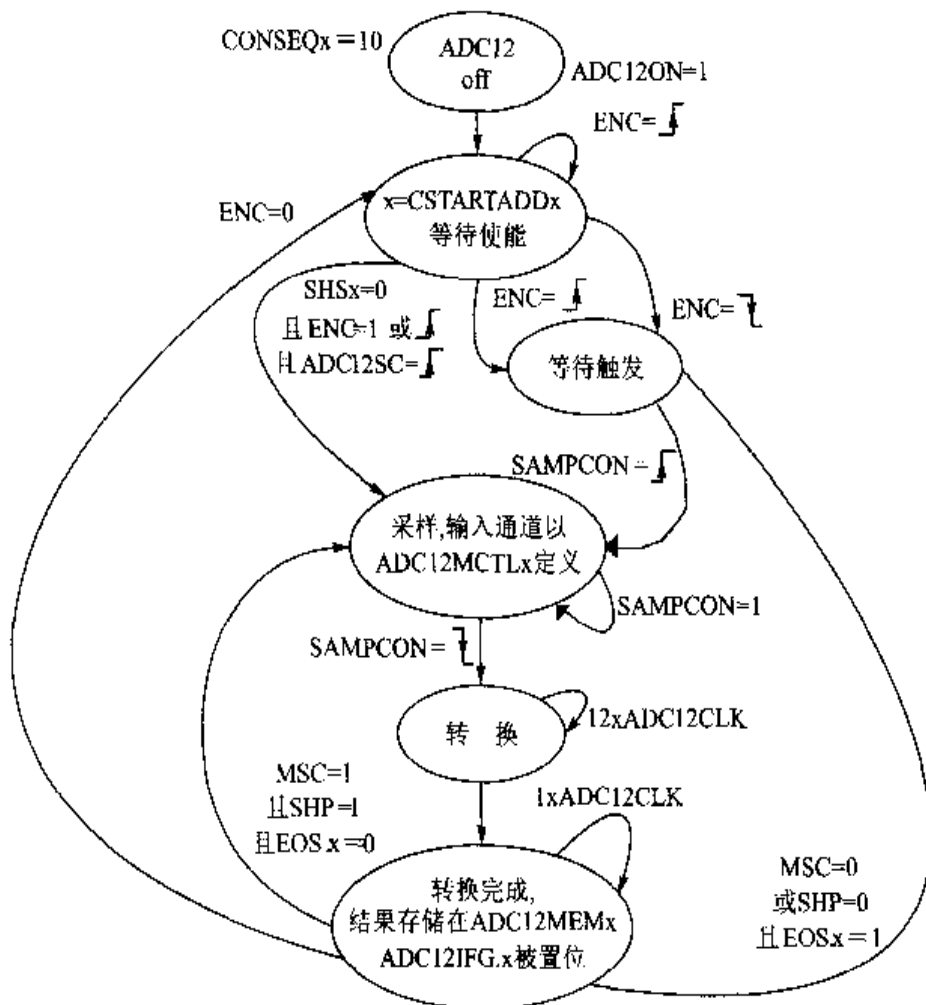 CONSEQx=10
ADC12
off
ADC12ON=1
ENC=
x=CSTARTADDx
等待使能
ENC=0
SHSx=0
且ENC=1 或
且ADC12SC=
ENC=
ENC=
等待触发
SAMPCON=
采样,输入通道以
ADC12MCTLx定义
SAMPCON=1
SAMPCON=
转 换
12xADC12CLK
MSC=1
且SHP=1
且EOS.x=0
1xADC12CLK
转换完成,
结果存储在ADC12MEMx
ADC12IFG.x被置位
MSC=0
或SHP=0
且EOS.x=1